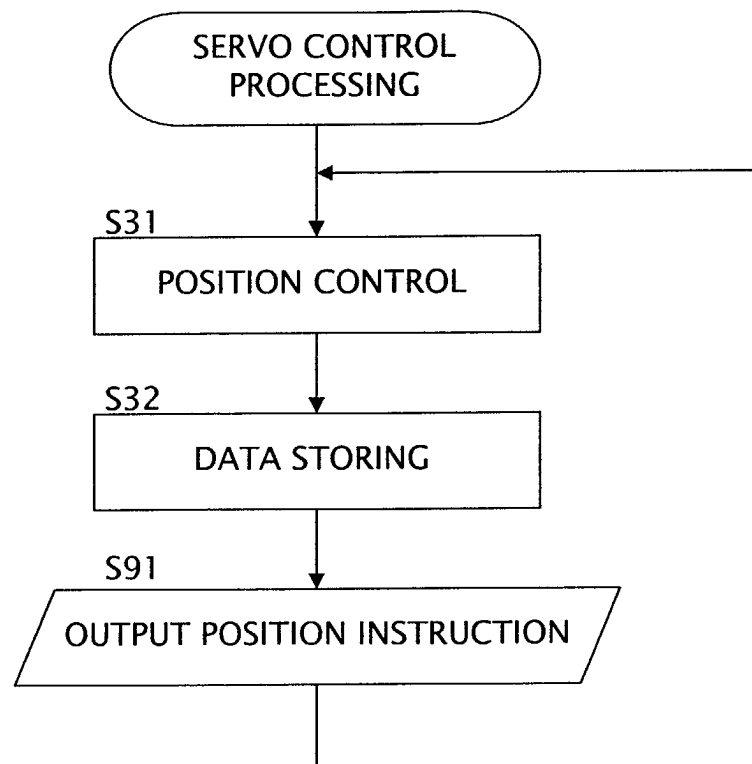 SERVO CONTROL
PROCESSING
S31
POSITION CONTROL
S32
DATA STORING
S91
OUTPUT POSITION INSTRUCTION